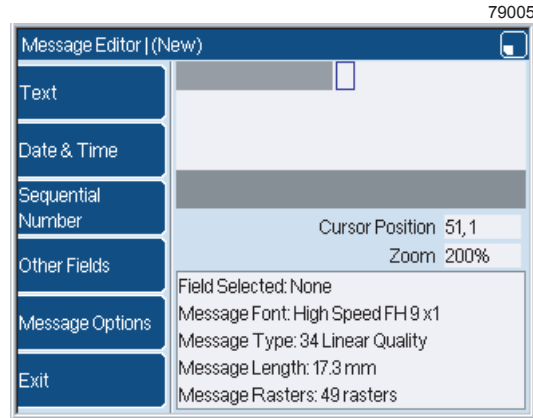 79005
Message Editor | (New)
Text
Date & Time
Sequential
Number
Other Fields
Message Options
Exit
Cursor Position 51,1
Zoom 200%
Field Selected: None
Message Font: High Speed FH 9 x1
Message Type: 34 Linear Quality
Message Length: 17.3 mm
Message Rasters: 49 rasters